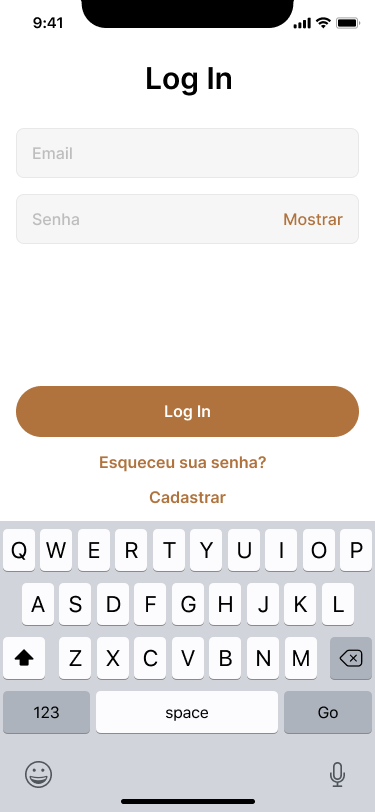 9:41
Log In
Email
Senha Mostrar
Log In
Esqueceu sua senha?
Cadastrar
Q W E R T Y U I O P
A S D F G H J K L
Z X C V B N M
123 space Go